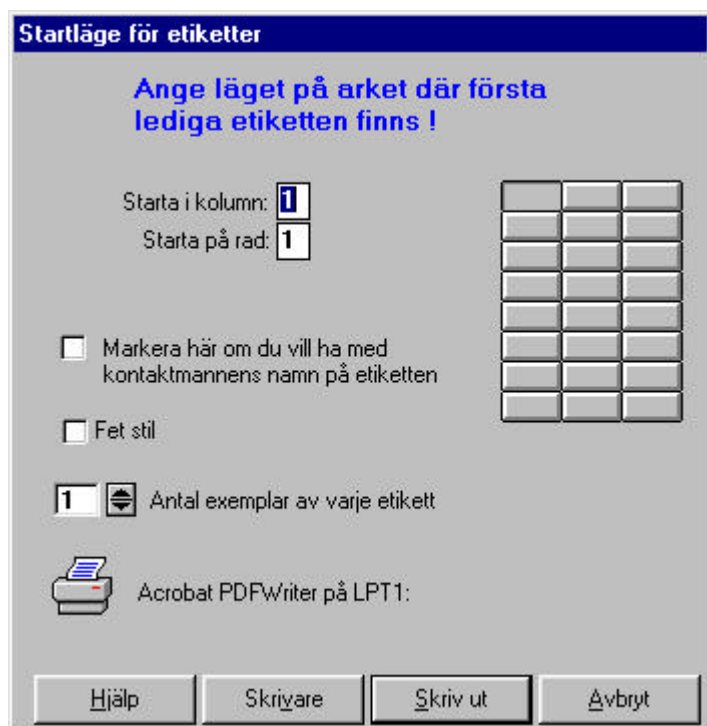 Startläge för etiketter
Ange läget på arket där första
lediga etiketten finns !
Starta i kolumn: 1
Starta på rad: 1
Markera här om du vill ha med
kontaktmannens namn på etiketten
Fet stil
1 Antal exemplar av varje etikett
Acrobat PDFWriter på LPT1:
Hjälp Skrivare Skriv ut Avbryt